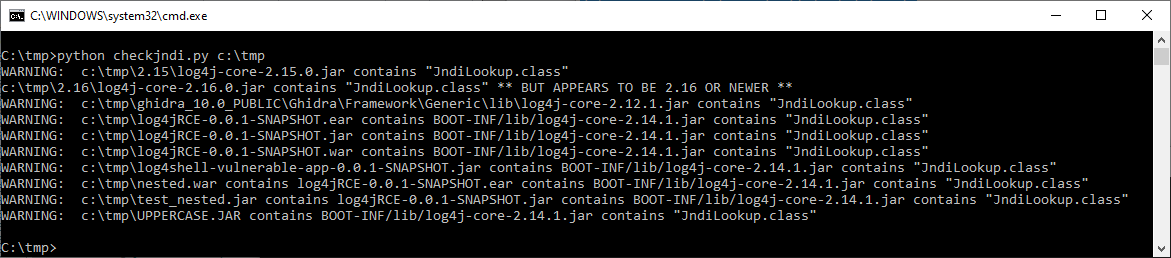 C:\WINDOWS\system32\cmd.exe
C:\tmp>python checkjndi.py c:\tmp
WARNING:  c:\tmp\2.15\log4j-core-2.15.0.jar contains "JndiLookup.class"
c:\tmp\2.16\log4j-core-2.16.0.jar contains "JndiLookup.class" ** BUT APPEARS TO BE 2.16 OR NEWER **
WARNING:  c:\tmp\ghidra_10.0_PUBLIC\Ghidra\Framework\Generic\lib\log4j-core-2.12.1.jar contains "JndiLookup.class"
WARNING:  c:\tmp\log4jRCE-0.0.1-SNAPSHOT.ear contains BOOT-INF/lib/log4j-core-2.14.1.jar contains "JndiLookup.class"
WARNING:  c:\tmp\log4jRCE-0.0.1-SNAPSHOT.jar contains BOOT-INF/lib/log4j-core-2.14.1.jar contains "JndiLookup.class"
WARNING:  c:\tmp\log4jRCE-0.0.1-SNAPSHOT.war contains BOOT-INF/lib/log4j-core-2.14.1.jar contains "JndiLookup.class"
WARNING:  c:\tmp\log4shell-vulnerable-app-0.0.1-SNAPSHOT.jar contains BOOT-INF/lib/log4j-core-2.14.1.jar contains "JndiLookup.class"
WARNING:  c:\tmp\nested.war contains log4jRCE-0.0.1-SNAPSHOT.ear contains BOOT-INF/lib/log4j-core-2.14.1.jar contains "JndiLookup.class"
WARNING:  c:\tmp\test_nested.jar contains log4jRCE-0.0.1-SNAPSHOT.jar contains BOOT-INF/lib/log4j-core-2.14.1.jar contains "JndiLookup.class"
WARNING:  c:\tmp\UPPERCASE.JAR contains BOOT-INF/lib/log4j-core-2.14.1.jar contains "JndiLookup.class"
C:\tmp>